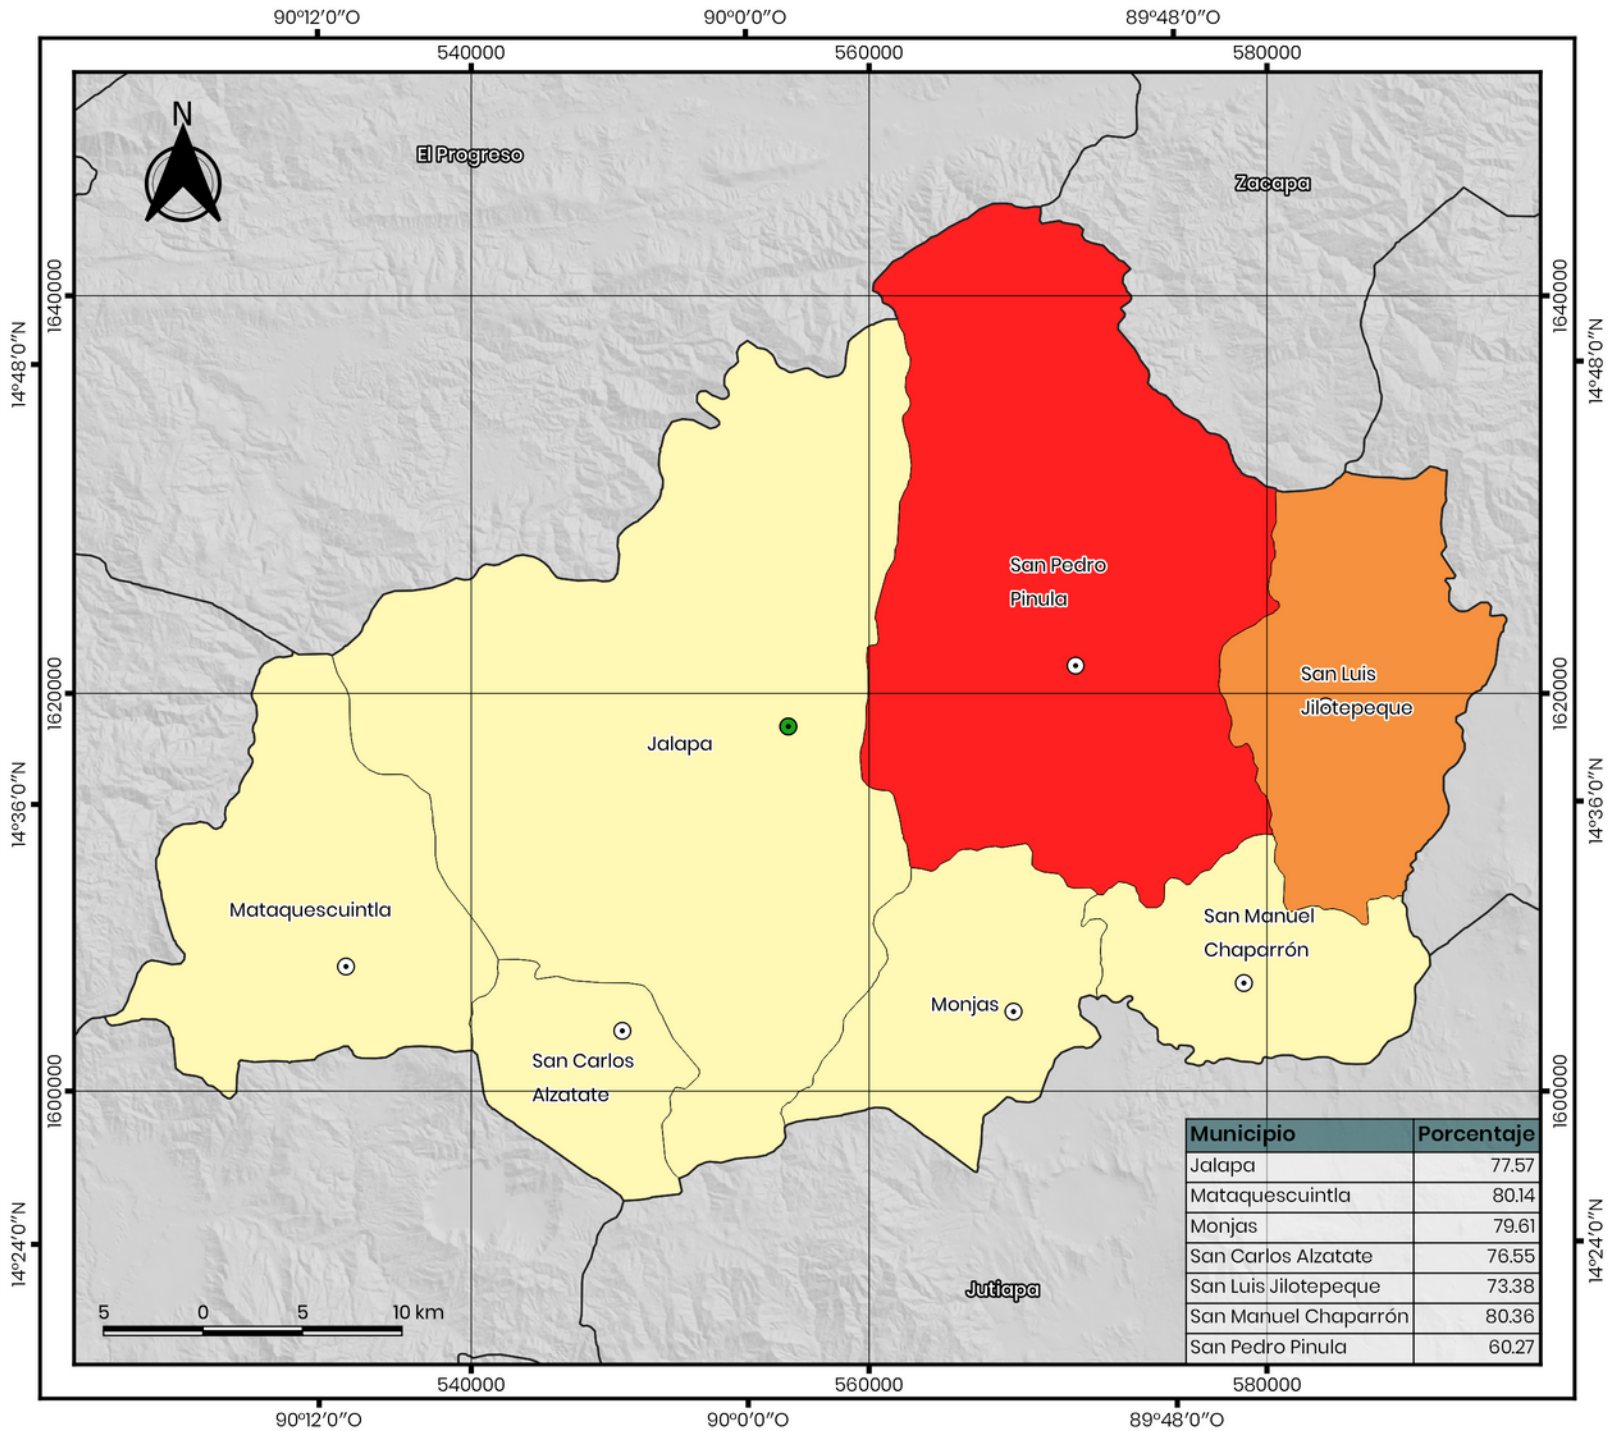 90°12'0"O 90°0'0"O 89°48'0"O
540000 560000 580000
N
El Progreso
Zacapa
1640000
1640000
14°48'0"N
14°48'0"N
San Pedro
Pinula
San Luis
Jilotepeque
1620000
1620000
Jalapa
14°36'0"N
14°36'0"N
Mataquescuintla
San Manuel
Chaparrón
Monjas
San Carlos
Alzatate
1600000
1600000
Municipio Porcentaje
Jalapa 77.57
Mataquescuintla 80.14
Monjas 79.61
San Carlos Alzatate 76.55
San Luis Jilotepeque 73.38
San Manuel Chaparrón 80.36
San Pedro Pinula 60.27
14°24'0"N
14°24'0"N
Jutiapa
5 0 5 10 km
540000 560000 580000
90°12'0"O 90°0'0"O 89°48'0"O